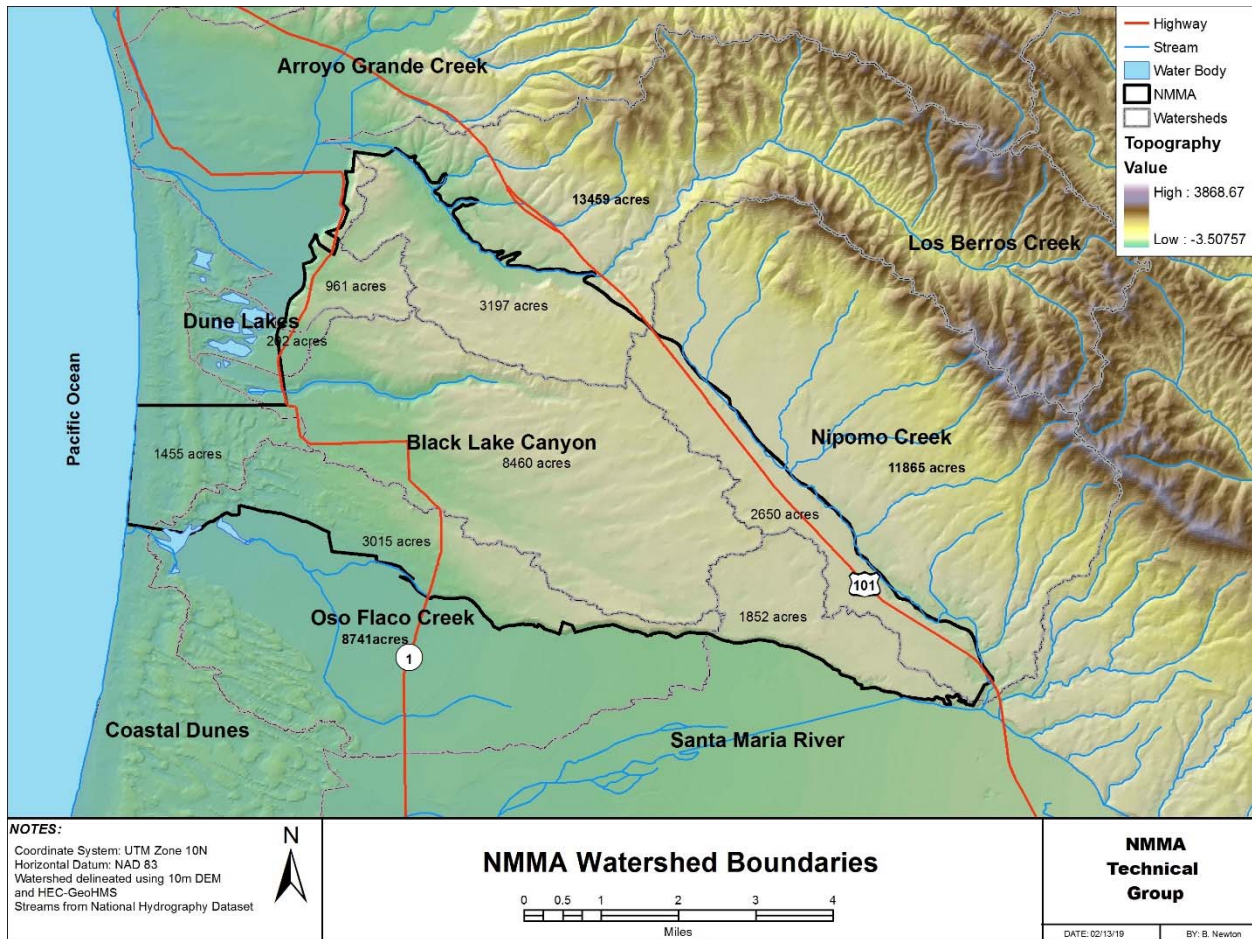 Highway
Stream
Water Body
NMMA
Watersheds
Topography
Value
High : 3868.67
Low : -3.50757
Arroyo Grande Creek
13459 acres
Los Berros Creek
961 acres
3197 acres
Dune Lakes
202 acres
Pacific Ocean
Black Lake Canyon
8460 acres
Nipomo Creek
11865 acres
1455 acres
2650 acres
3015 acres
101
1852 acres
Oso Flaco Creek
8741acres
1
Coastal Dunes
Santa Maria River
NOTES:
Coordinate System: UTM Zone 10N
Horizontal Datum: NAD 83
Watershed delineated using 10m DEM
and HEC-GeoHMS
Streams from National Hydrography Dataset
N
NMMA Watershed Boundaries
0 0.5 1 2 3 4
Miles
NMMA
Technical
Group
DATE: 02/13/19
BY: B. Newton